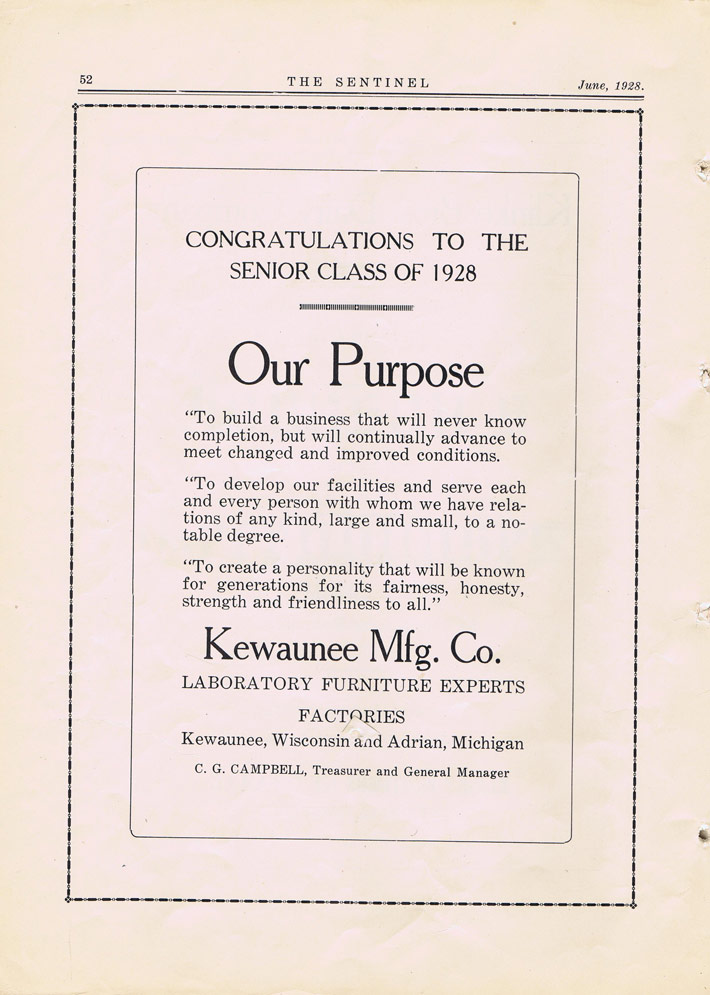 52
THE SENTINEL
June, 1928.
CONGRATULATIONS TO THE
SENIOR CLASS OF 1928
Our Purpose
“To build a business that will never know
completion, but will continually advance to
meet changed and improved conditions.
“To develop our facilities and serve each
and every person with whom we have rela-
tions of any kind, large and small, to a no-
table degree.
“To create a personality that will be known
for generations for its fairness, honesty,
strength and friendliness to all.”
Kewaunee Mfg. Co.
LABORATORY FURNITURE EXPERTS
FACTORIES
Kewaunee, Wisconsin and Adrian, Michigan
C. G. CAMPBELL, Treasurer and General Manager